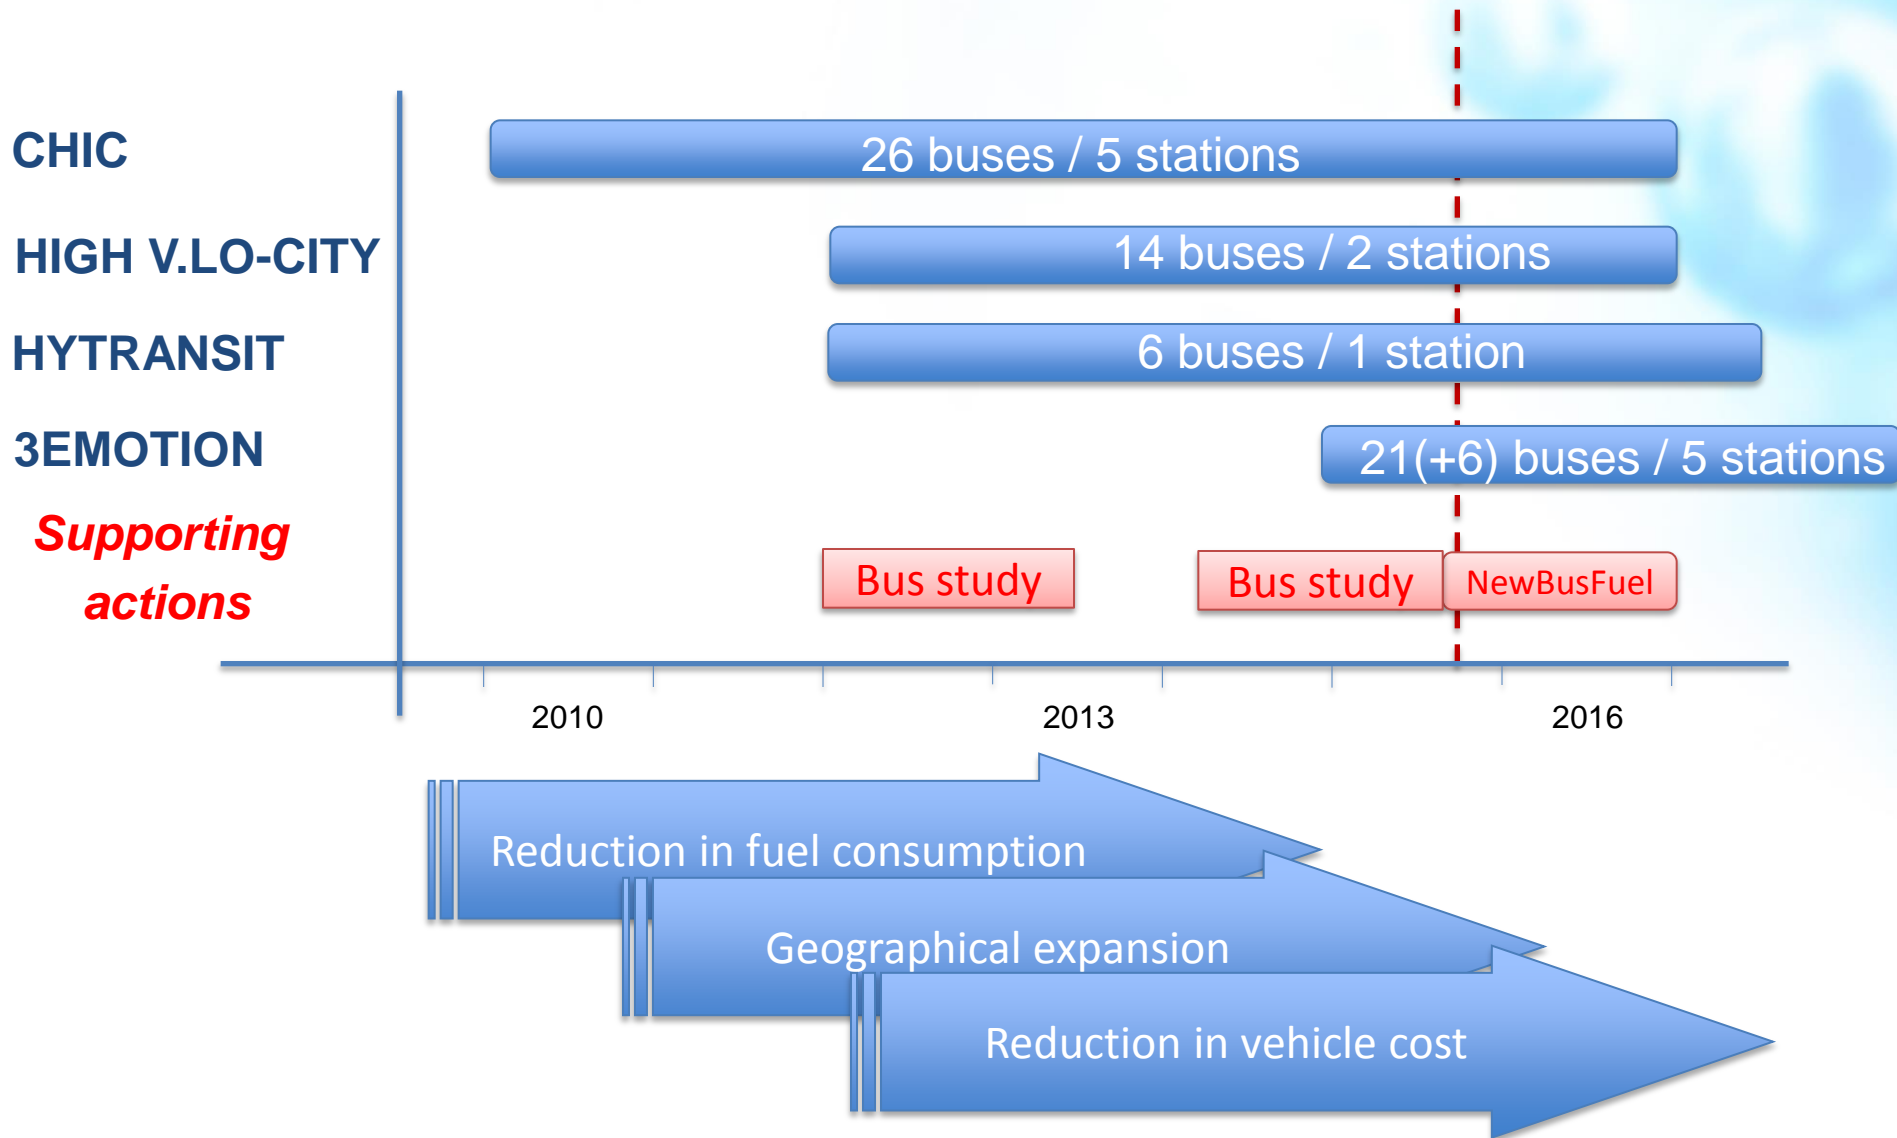 CHIC
26 buses / 5 stations
HIGH V.LO-CITY
14 buses / 2 stations
HYTRANSIT
6 buses / 1 station
3EMOTION
21(+6) buses / 5 stations
Supporting
actions
Bus study
Bus study
NewBusFuel
2010
2013
2016
Reduction in fuel consumption
Geographical expansion
Reduction in vehicle cost